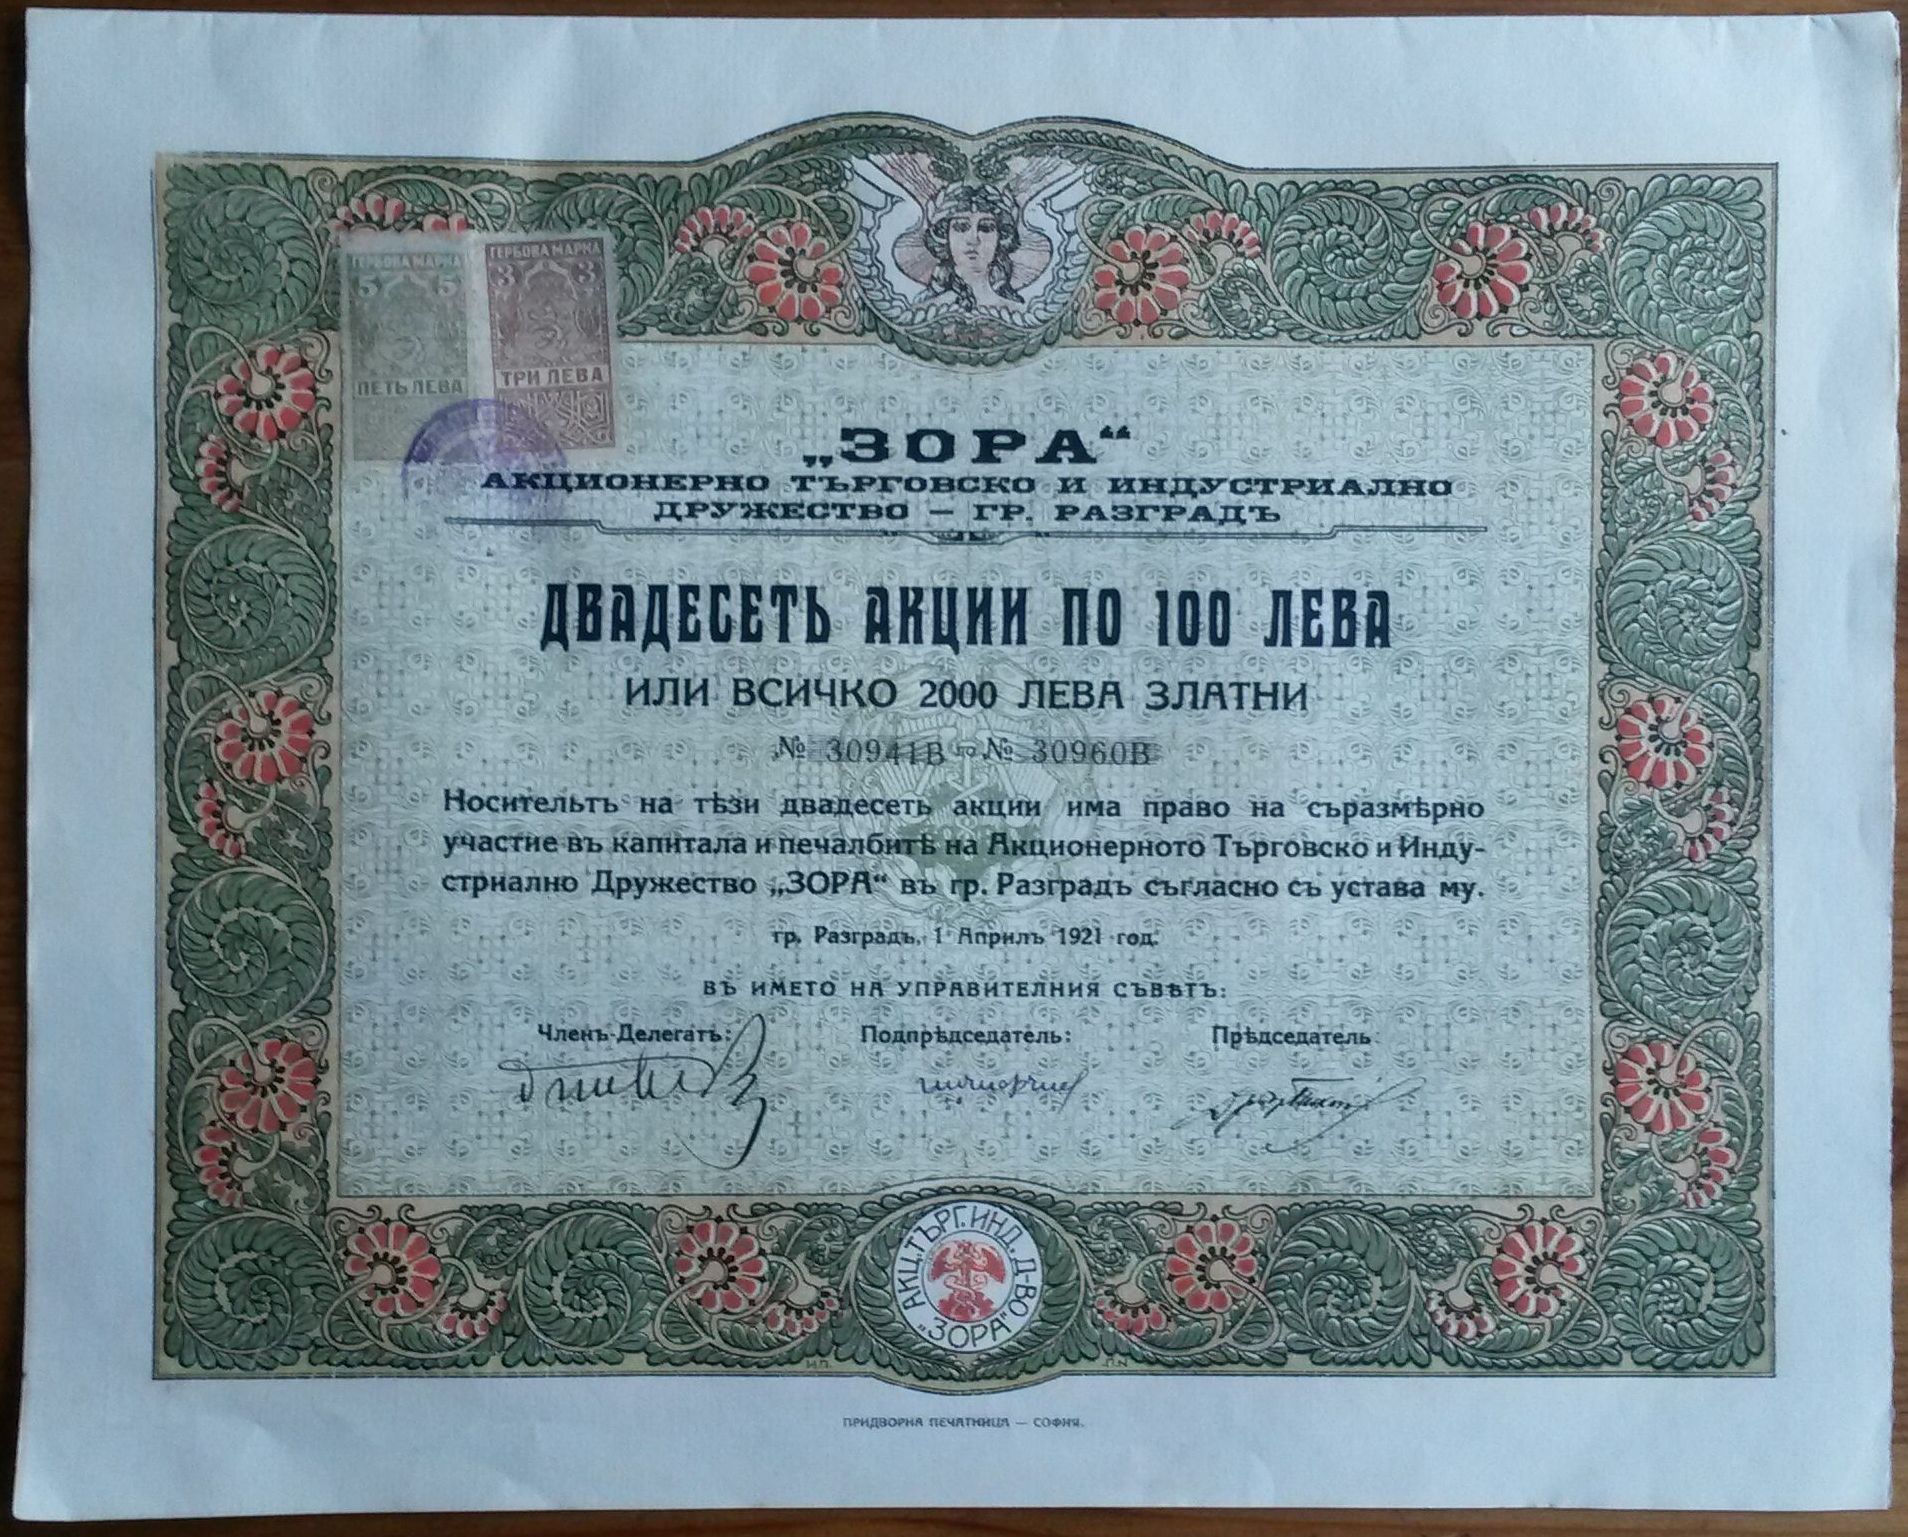 ГЕРБОВА МАРКА
5 5
ПЕТЬ ЛЕВА
ГЕРБОВА МАРКА
3 3
ТРИ ЛЕВА
„ЗОРА“
АКЦИОНЕРНО ТЪРГОВСКО И ИНДУСТРИАЛНО
ДРУЖЕСТВО — ГР. РАЗГРАДЪ
ДВАДЕСЕТЬ АКЦИИ ПО 100 ЛЕВА
ИЛИ ВСИЧКО 2000 ЛЕВА ЗЛАТНИ
№ 30941В — № 30960В
Носительтъ на тѣзи двадесеть акции има право на съразмѣрно
участие въ капитала и печалбитѣ на Акционерното Търговско и Инду-
стриално Дружество „ЗОРА“ въ гр. Разградъ съгласно съ устава му.
гр. Разградъ, 1 Априлъ 1921 год.
ВЪ ИМЕТО НА УПРАВИТЕЛНИЯ СЪВѢТЪ:
Членъ-Делегатъ: Подпрѣдседатель: Прѣдседатель:
АКЦ. ТЪРГ. ИНД. Д-ВО
„ЗОРА“
ПРИДВОРНА ПЕЧАТНИЦА — СОФИЯ.